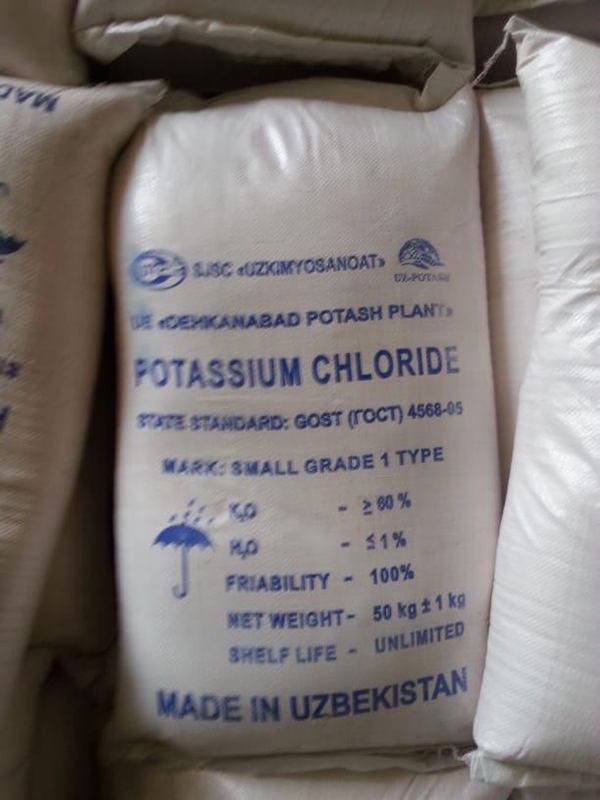 SJSC «UZKIMYOSANOAT»
UZ-POTASH
UE «DEHKANABAD POTASH PLANT»
POTASSIUM CHLORIDE
STATE STANDARD: GOST (ГОСТ) 4568-95
MARK: SMALL GRADE 1 TYPE
K₂O - ≥ 60 %
H₂O - ≤ 1 %
FRIABILITY - 100%
NET WEIGHT - 50 kg ± 1 kg
SHELF LIFE - UNLIMITED
MADE IN UZBEKISTAN
MAD